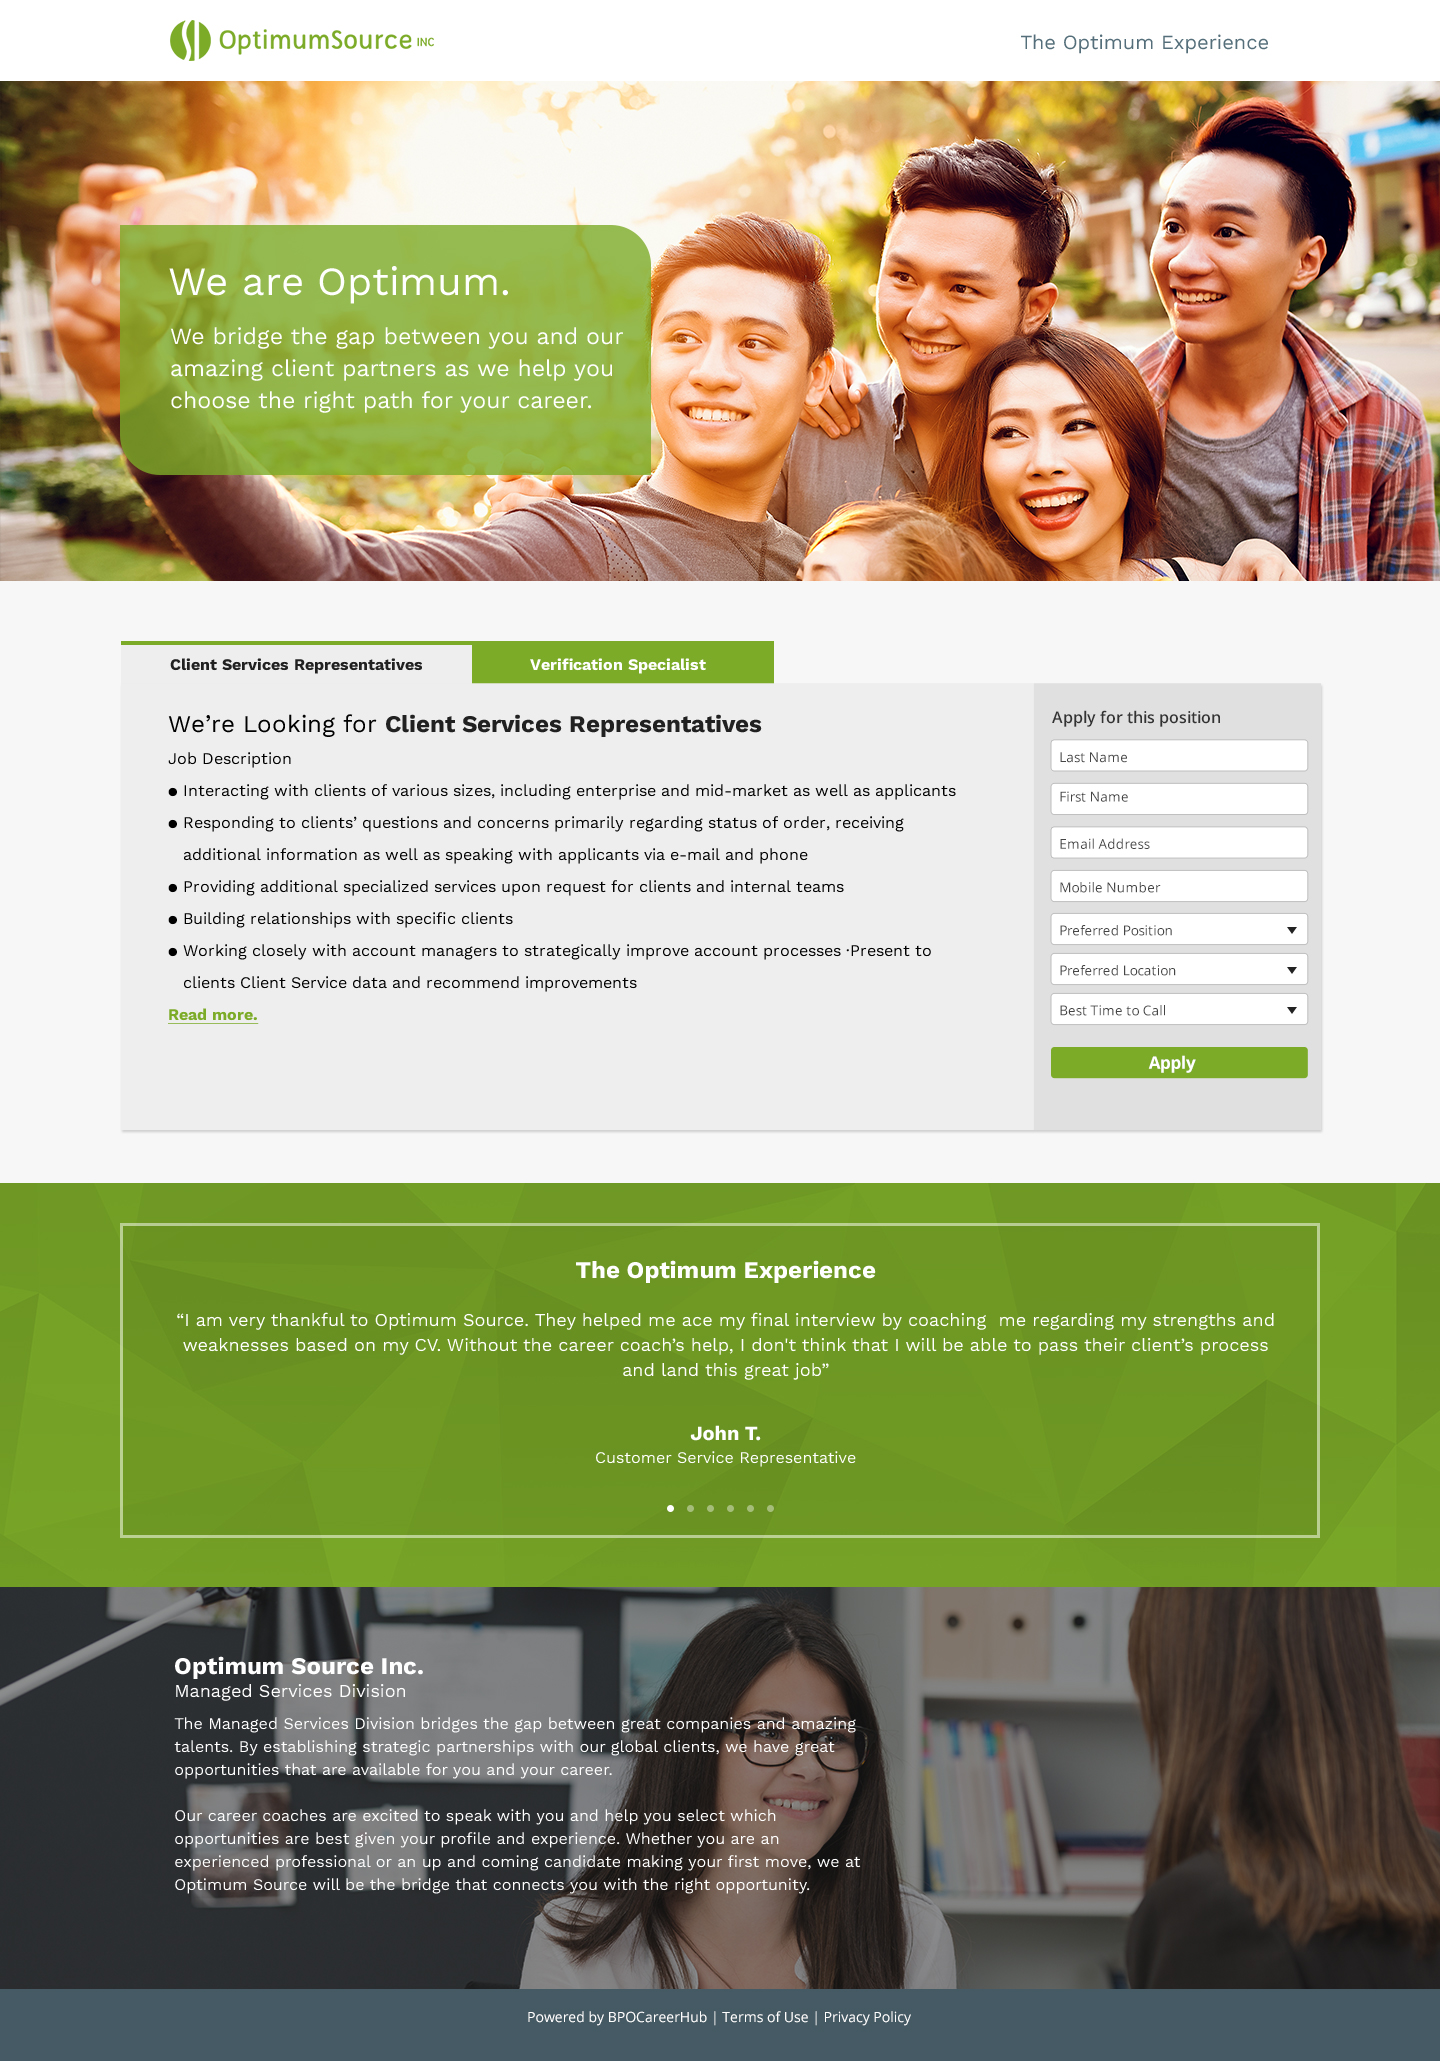 OptimumSource INC
The Optimum Experience
We are Optimum.
We bridge the gap between you and our
amazing client partners as we help you
choose the right path for your career.
Client Services Representatives
Verification Specialist
We’re Looking for Client Services Representatives
Job Description
● Interacting with clients of various sizes, including enterprise and mid-market as well as applicants
● Responding to clients’ questions and concerns primarily regarding status of order, receiving
additional information as well as speaking with applicants via e-mail and phone
● Providing additional specialized services upon request for clients and internal teams
● Building relationships with specific clients
● Working closely with account managers to strategically improve account processes ·Present to
clients Client Service data and recommend improvements
Read more.
Apply for this position
Last Name
First Name
Email Address
Mobile Number
Preferred Position
Preferred Location
Best Time to Call
Apply
The Optimum Experience
“I am very thankful to Optimum Source. They helped me ace my final interview by coaching  me regarding my strengths and
weaknesses based on my CV. Without the career coach’s help, I don't think that I will be able to pass their client’s process
and land this great job”
John T.
Customer Service Representative
Optimum Source Inc.
Managed Services Division
The Managed Services Division bridges the gap between great companies and amazing
talents. By establishing strategic partnerships with our global clients, we have great
opportunities that are available for you and your career.
Our career coaches are excited to speak with you and help you select which
opportunities are best given your profile and experience. Whether you are an
experienced professional or an up and coming candidate making your first move, we at
Optimum Source will be the bridge that connects you with the right opportunity.
Powered by BPOCareerHub | Terms of Use | Privacy Policy